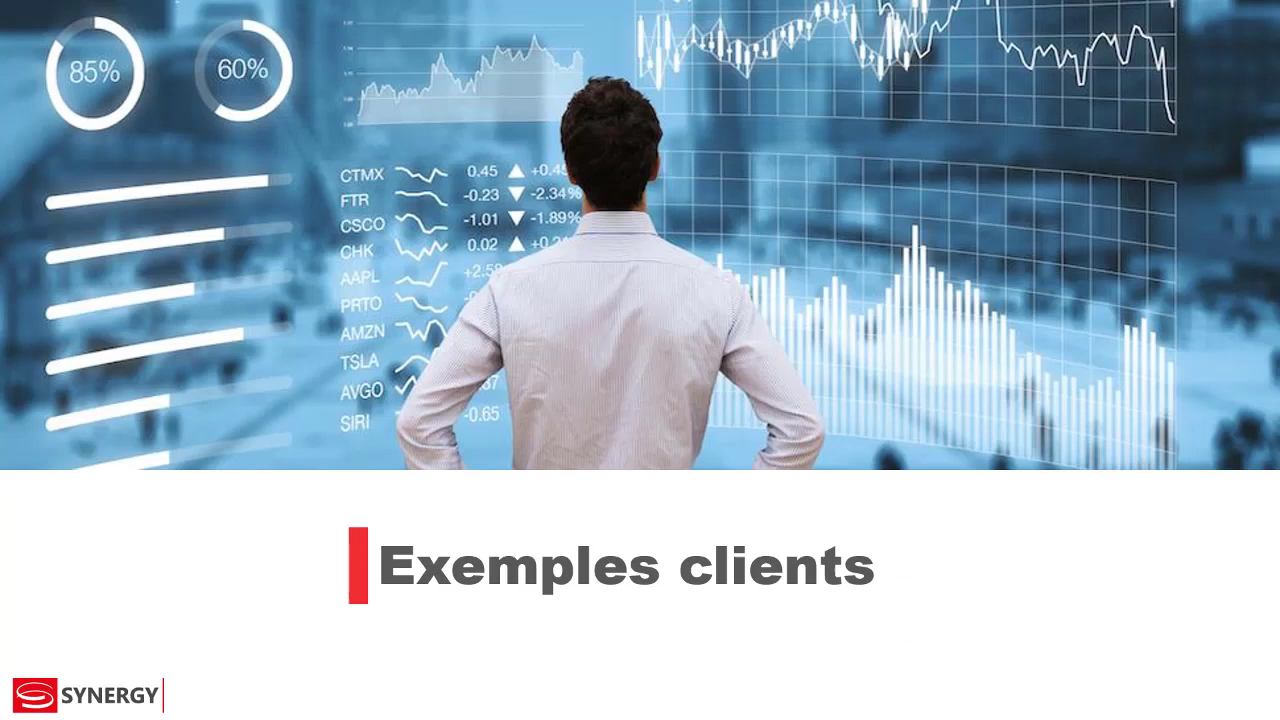 85%
60%
CTMX 0.45 ▲
FTR -0.23 ▼ -2.34%
CSCO -1.01 ▼ -1.89%
CHK 0.02 ▲
AAPL
PRTO
AMZN
TSLA
AVGO
SIRI -0.65
Exemples clients
SYNERGY